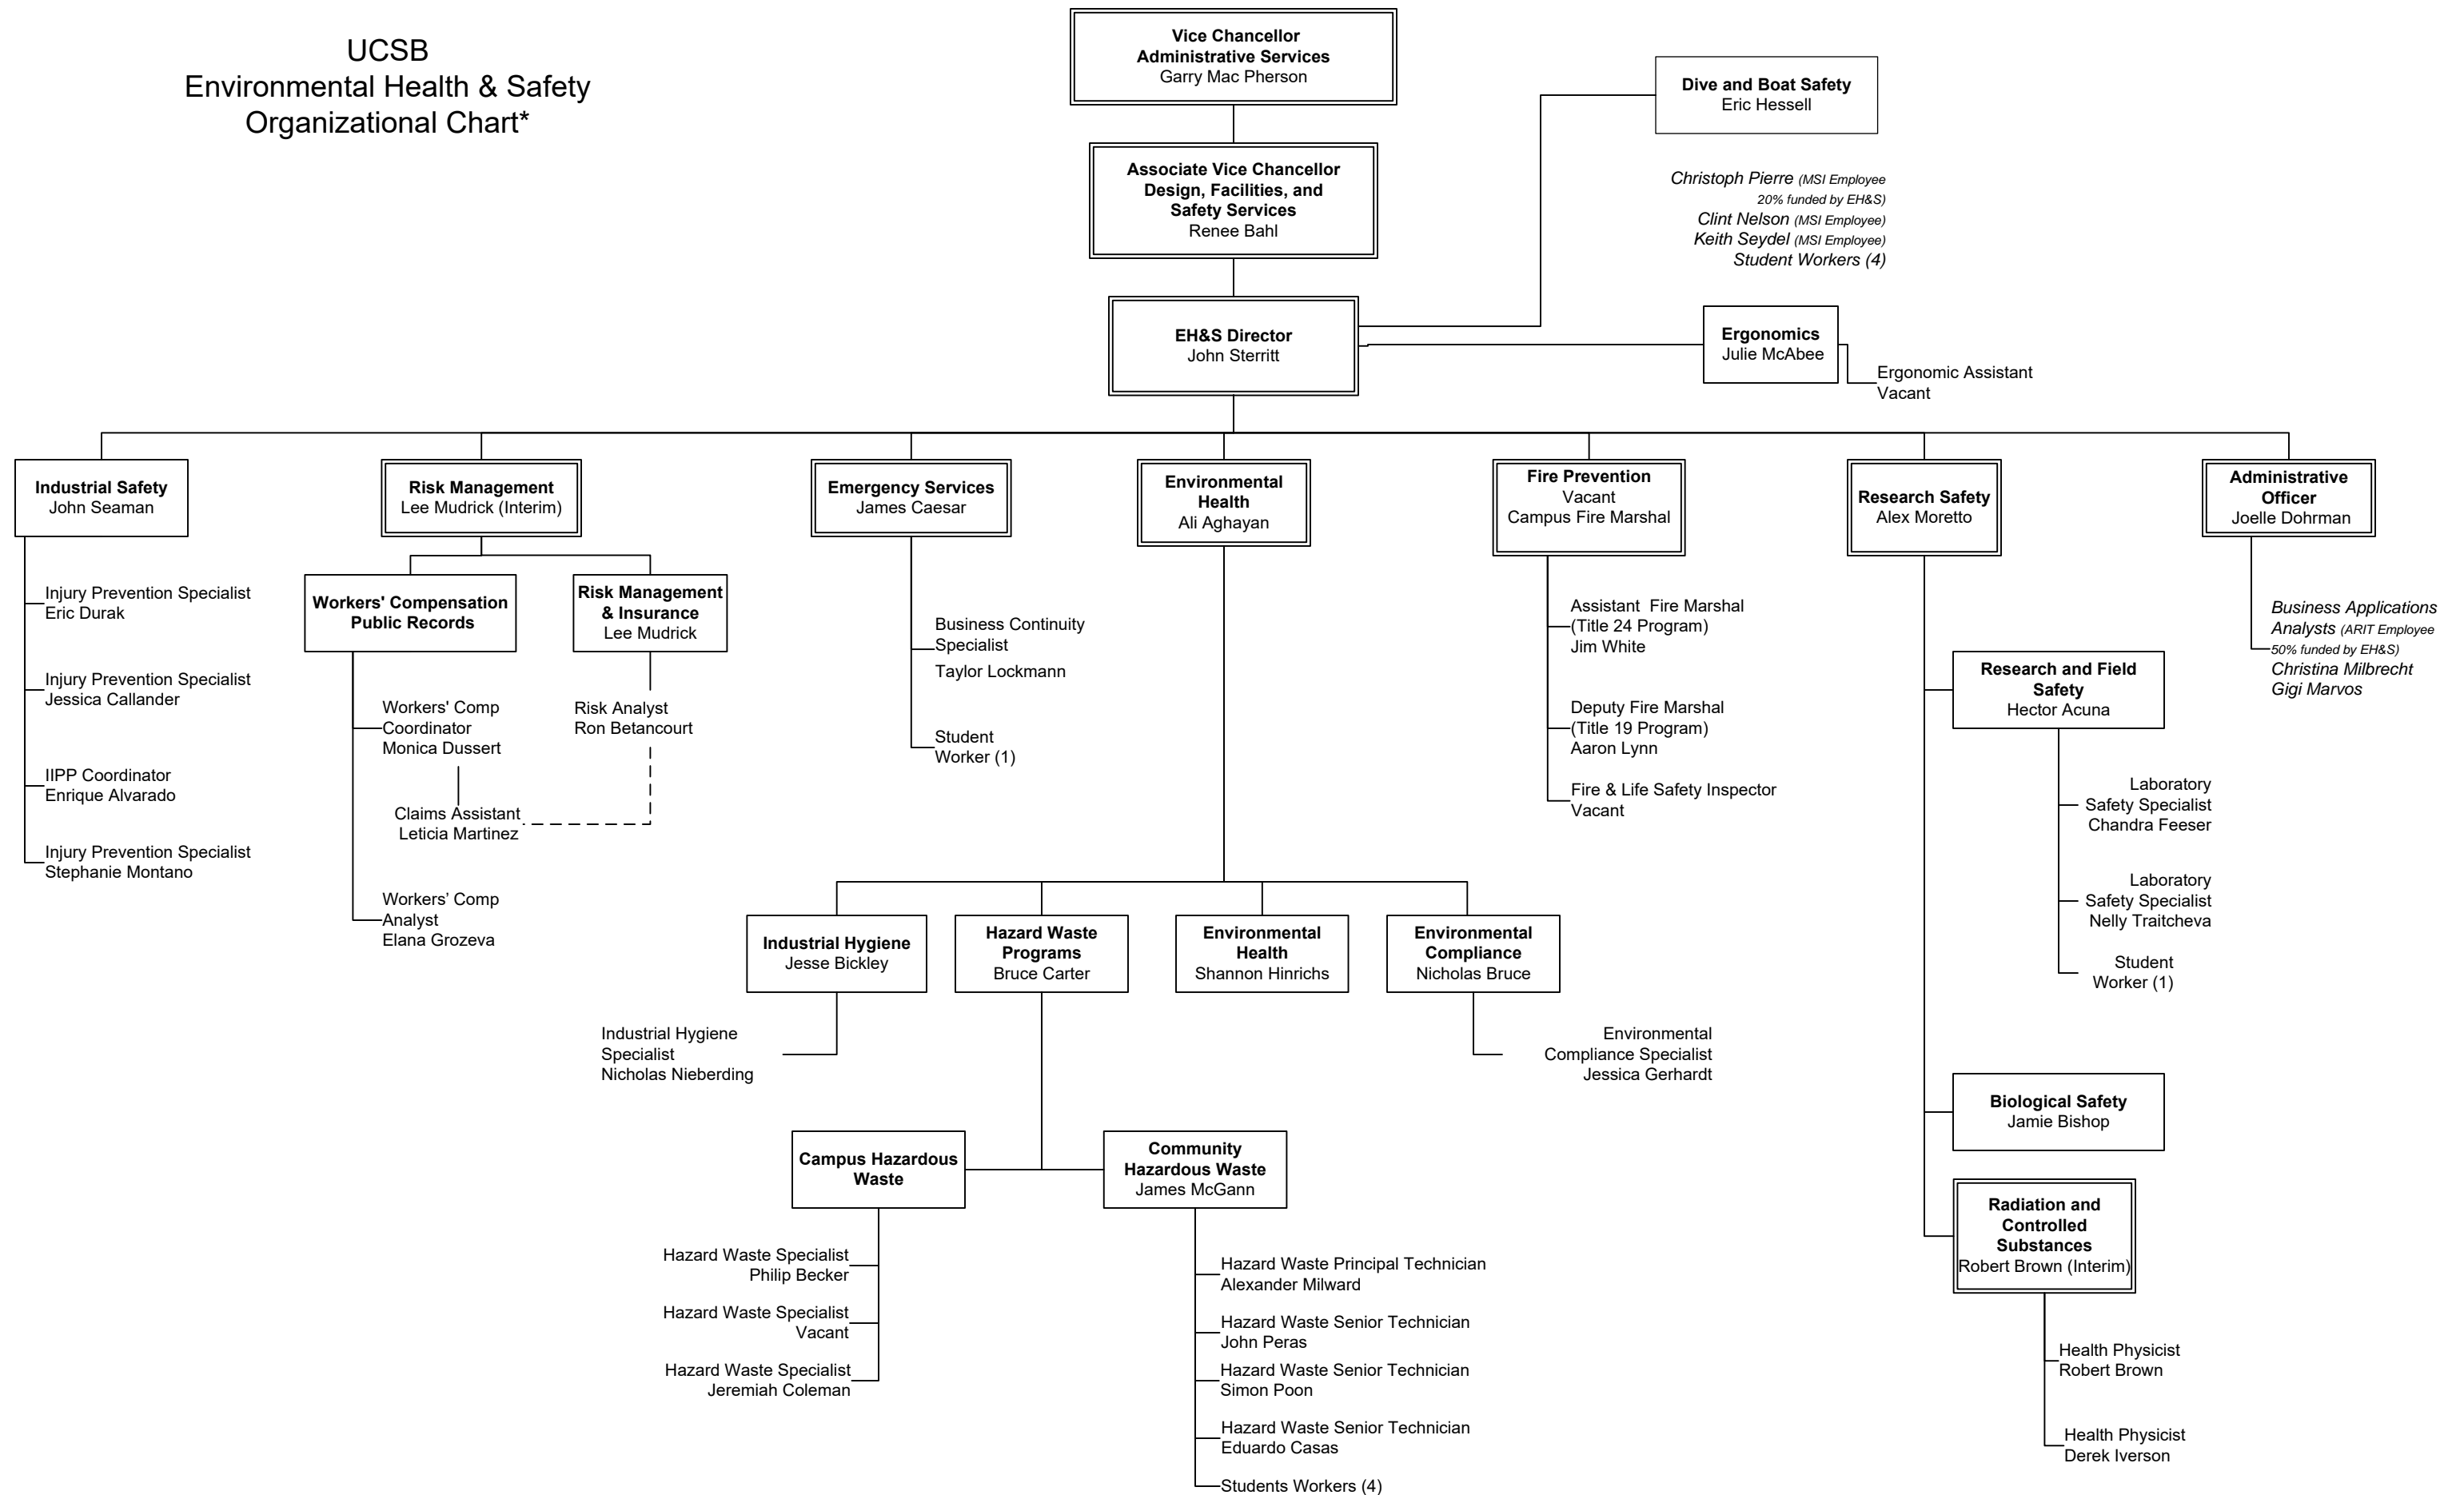 UCSB
Environmental Health & Safety
Organizational Chart*
Vice Chancellor
Administrative Services
Garry Mac Pherson
Dive and Boat Safety
Eric Hessell
Associate Vice Chancellor
Design, Facilities, and
Safety Services
Renee Bahl
Christoph Pierre (MSI Employee
20% funded by EH&S)
Clint Nelson (MSI Employee)
Keith Seydel (MSI Employee)
Student Workers (4)
EH&S Director
John Sterritt
Ergonomics
Julie McAbee
Ergonomic Assistant
Vacant
Industrial Safety
John Seaman
Risk Management
Lee Mudrick (Interim)
Emergency Services
James Caesar
Environmental
Health
Ali Aghayan
Fire Prevention
Vacant
Campus Fire Marshal
Research Safety
Alex Moretto
Administrative
Officer
Joelle Dohrman
Injury Prevention Specialist
Eric Durak
Injury Prevention Specialist
Jessica Callander
IIPP Coordinator
Enrique Alvarado
Injury Prevention Specialist
Stephanie Montano
Workers' Compensation
Public Records
Risk Management
& Insurance
Lee Mudrick
Workers' Comp
Coordinator
Monica Dussert
Risk Analyst
Ron Betancourt
Claims Assistant
Leticia Martinez
Workers’ Comp
Analyst
Elana Grozeva
Business Continuity
Specialist
Taylor Lockmann
Student
Worker (1)
Assistant  Fire Marshal
(Title 24 Program)
Jim White
Deputy Fire Marshal
(Title 19 Program)
Aaron Lynn
Fire & Life Safety Inspector
Vacant
Business Applications
Analysts (ARIT Employee
50% funded by EH&S)
Christina Milbrecht
Gigi Marvos
Research and Field
Safety
Hector Acuna
Laboratory
Safety Specialist
Chandra Feeser
Laboratory
Safety Specialist
Nelly Traitcheva
Student
Worker (1)
Industrial Hygiene
Jesse Bickley
Hazard Waste
Programs
Bruce Carter
Environmental
Health
Shannon Hinrichs
Environmental
Compliance
Nicholas Bruce
Industrial Hygiene
Specialist
Nicholas Nieberding
Environmental
Compliance Specialist
Jessica Gerhardt
Biological Safety
Jamie Bishop
Campus Hazardous
Waste
Community
Hazardous Waste
James McGann
Radiation and
Controlled
Substances
Robert Brown (Interim)
Hazard Waste Specialist
Philip Becker
Hazard Waste Specialist
Vacant
Hazard Waste Specialist
Jeremiah Coleman
Hazard Waste Principal Technician
Alexander Milward
Hazard Waste Senior Technician
John Peras
Hazard Waste Senior Technician
Simon Poon
Hazard Waste Senior Technician
Eduardo Casas
Students Workers (4)
Health Physicist
Robert Brown
Health Physicist
Derek Iverson